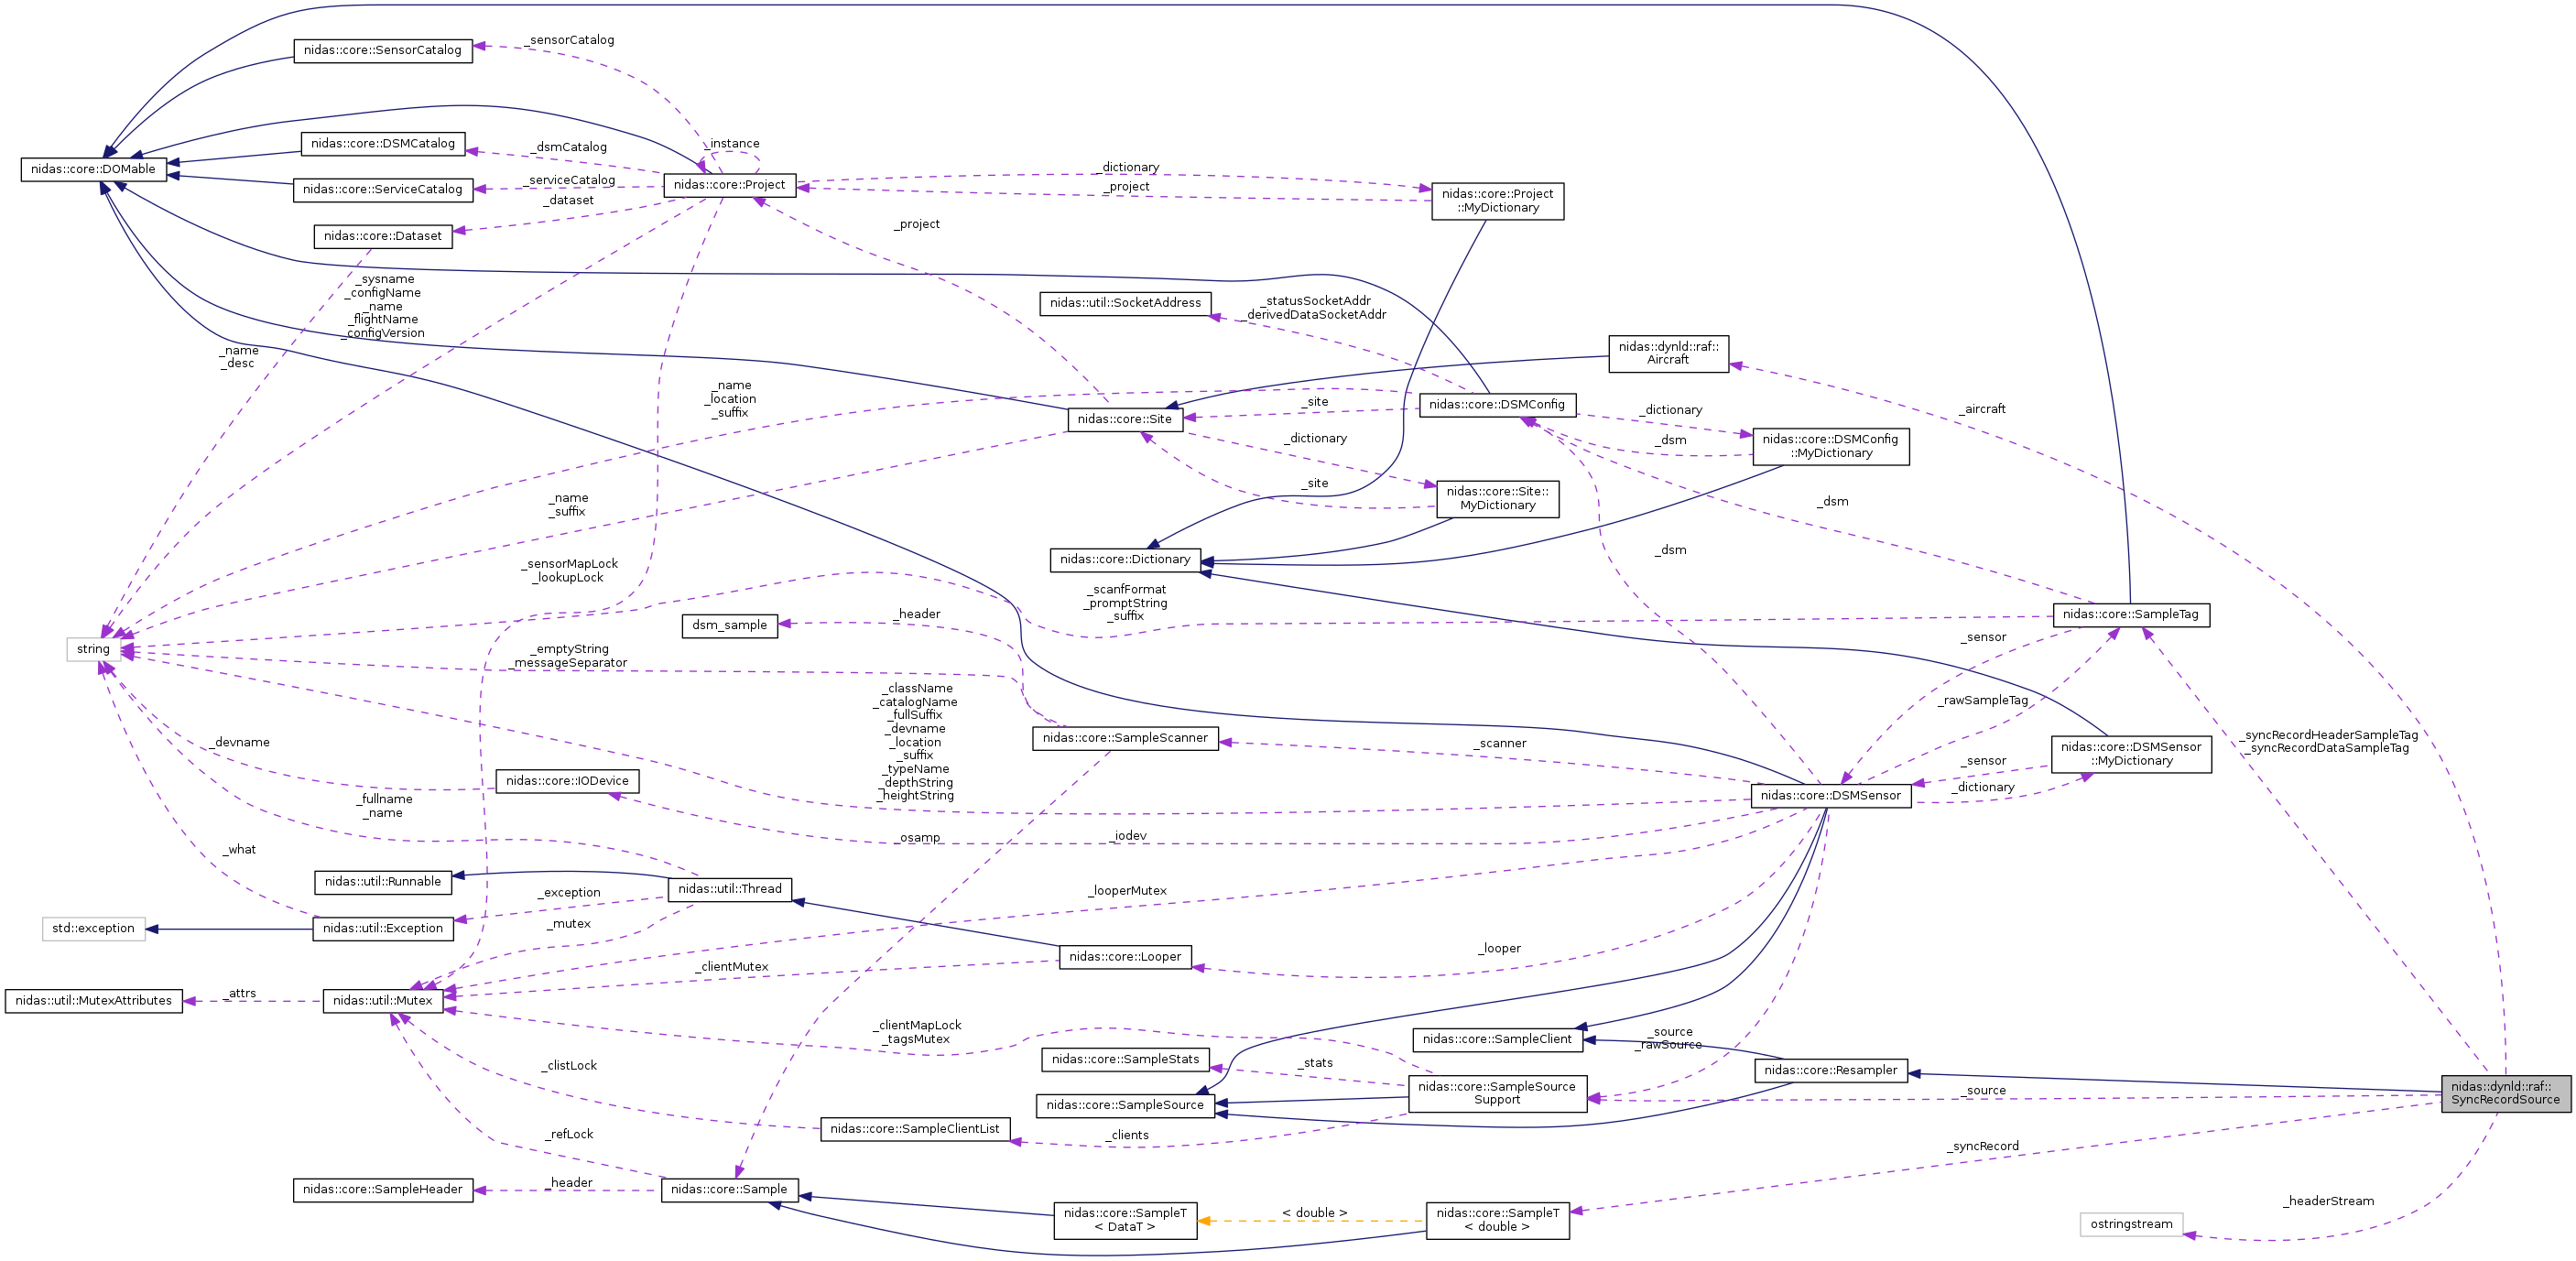 _sensorCatalog
nidas::core::SensorCatalog
nidas::core::DSMCatalog
_dsmCatalog
_instance
nidas::core::DOMable
_dictionary
nidas::core::ServiceCatalog
_serviceCatalog
nidas::core::Project
_project
nidas::core::Project
::MyDictionary
_dataset
nidas::core::Dataset
_project
_sysname
_configName
_name
_flightName
_configVersion
nidas::util::SocketAddress
_statusSocketAddr
_derivedDataSocketAddr
nidas::dynld::raf::
Aircraft
_name
_desc
_name
_location
_suffix
nidas::core::Site
_site
nidas::core::DSMConfig
_dictionary
_aircraft
_dictionary
_dsm
nidas::core::DSMConfig
::MyDictionary
_name
_suffix
_site
nidas::core::Site::
MyDictionary
_dsm
_sensorMapLock
_lookupLock
nidas::core::Dictionary
_dsm
_scanfFormat
_promptString
_suffix
_header
dsm_sample
nidas::core::SampleTag
string
_sensor
_emptyString
_messageSeparator
_className
_catalogName
_fullSuffix
_devname
_location
_suffix
_typeName
_depthString
_heightString
_rawSampleTag
_devname
nidas::core::SampleScanner
_scanner
_syncRecordHeaderSampleTag
_syncRecordDataSampleTag
nidas::core::DSMSensor
::MyDictionary
_sensor
nidas::core::IODevice
nidas::core::DSMSensor
_dictionary
_fullname
_name
_osamp
_iodev
_what
nidas::util::Runnable
nidas::util::Thread
_exception
_looperMutex
std::exception
nidas::util::Exception
_mutex
nidas::core::Looper
_looper
_clientMutex
nidas::util::MutexAttributes
_attrs
nidas::util::Mutex
_clientMapLock
_tagsMutex
nidas::core::SampleClient
_source
_rawSource
nidas::core::SampleStats
_stats
_clistLock
nidas::core::Resampler
nidas::core::SampleSource
Support
_source
nidas::dynld::raf::
SyncRecordSource
nidas::core::SampleSource
nidas::core::SampleClientList
_clients
_refLock
_syncRecord
nidas::core::SampleHeader
_header
nidas::core::Sample
nidas::core::SampleT
< DataT >
< double >
nidas::core::SampleT
< double >
_headerStream
ostringstream